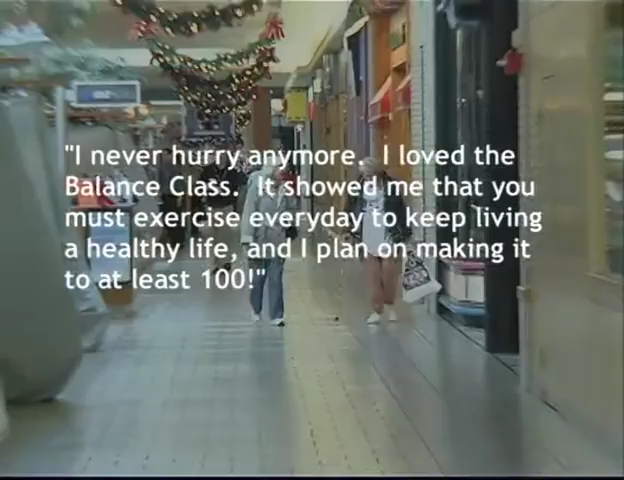 "I never hurry anymore.  I loved the
Balance Class.  It showed me that you
must exercise everyday to keep living
a healthy life, and I plan on making it
to at least 100!"